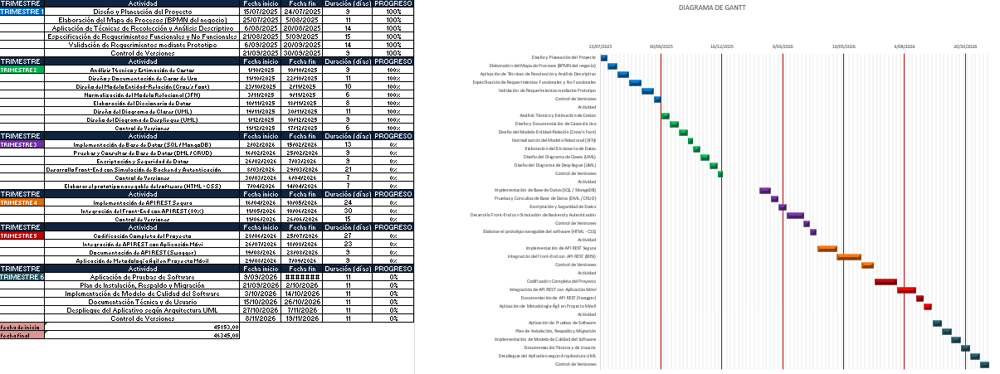 TRIMESTRE Actividad Fecha inicio Fecha fin Duración (días) PROGRESO
TRIMESTRE 1 Diseño y Planeación del Proyecto 15/07/2025 24/07/2025 9 100%
Elaboración del Mapa de Procesos (BPMN del negocio) 25/07/2025 5/08/2025 11 100%
Aplicación de Técnicas de Recolección y Análisis Descriptivo 6/08/2025 20/08/2025 14 100%
Especificación de Requerimientos Funcionales y No Funcionales 21/08/2025 5/09/2025 15 100%
Validación de Requerimientos mediante Prototipo 6/09/2025 20/09/2025 14 100%
Control de Versiones 21/09/2025 30/09/2025 9 100%
TRIMESTRE Actividad Fecha inicio Fecha fin Duración (días) PROGRESO
TRIMESTRE 2 Análisis Técnico y Estimación de Costos 1/10/2025 10/10/2025 9 100%
Diseño y Documentación de Casos de Uso 11/10/2025 22/10/2025 11 100%
Diseño del Modelo Entidad-Relación (Crow's Foot) 23/10/2025 2/11/2025 10 100%
Normalización del Modelo Relacional (3FN) 3/11/2025 9/11/2025 6 100%
Elaboración del Diccionario de Datos 10/11/2025 18/11/2025 8 100%
Diseño del Diagrama de Clases (UML) 19/11/2025 30/11/2025 11 100%
Diseño del Diagrama de Despliegue (UML) 1/12/2025 10/12/2025 9 100%
Control de Versiones 11/12/2025 17/12/2025 6 100%
TRIMESTRE Actividad Fecha inicio Fecha fin Duración (días) PROGRESO
TRIMESTRE 3 Implementación de Base de Datos (SQL / MongoDB) 2/02/2026 15/02/2026 13 0%
Pruebas y Consultas de Base de Datos (DML / CRUD) 16/02/2026 25/02/2026 9 0%
Encriptación y Seguridad de Datos 26/02/2026 7/03/2026 9 0%
Desarrollo Front-End con Simulación de Backend y Autenticación 8/03/2026 29/03/2026 21 0%
Control de Versiones 30/03/2026 6/04/2026 7 0%
Elaborar el prototipo navegable del software (HTML - CSS) 7/04/2026 14/04/2026 7 0%
TRIMESTRE Actividad Fecha inicio Fecha fin Duración (días) PROGRESO
TRIMESTRE 4 Implementación de API REST Segura 16/04/2026 10/05/2026 24 0%
Integración del Front-End con API REST (80%) 11/05/2026 10/06/2026 30 0%
Control de Versiones 11/06/2026 26/06/2026 15 0%
TRIMESTRE Actividad Fecha inicio Fecha fin Duración (días) PROGRESO
TRIMESTRE 5 Codificación Completa del Proyecto 28/06/2026 25/07/2026 27 0%
Integración de API REST con Aplicación Móvi 26/07/2026 18/08/2026 23 0%
Documentación de API REST (Swagger) 19/08/2026 28/08/2026 9 0%
Aplicación de Metodología Ágil en Proyecto Móvil 29/08/2026 7/09/2026 9 0%
TRIMESTRE Actividad Fecha inicio Fecha fin Duración (días) PROGRESO
TRIMESTRE 6 Aplicación de Pruebas de Software 9/09/2026 ####### 11 0%
Plan de Instalación, Respaldo y Migración 21/09/2026 2/10/2026 11 0%
Implementación de Modelo de Calidad del Software 3/10/2026 14/10/2026 11 0%
Documentación Técnica y de Usuario 15/10/2026 26/10/2026 11 0%
Despliegue del Aplicativo según Arquitectura UML 27/10/2026 7/11/2026 11 0%
Control de Versiones 8/11/2026 19/11/2026 11 0%
fecha de inicio 45853,00
fecha final 46345,00
DIAGRAMA DE GANTT
15/07/2025 30/09/2025 16/12/2025 3/03/2026 19/05/2026 4/08/2026 20/10/2026
Diseño y Planeación del Proyecto
Elaboración del Mapa de Procesos (BPMN del negocio)
Aplicación de Técnicas de Recolección y Análisis Descriptivo
Especificación de Requerimientos Funcionales y No Funcionales
Validación de Requerimientos mediante Prototipo
Control de Versiones
Actividad
Análisis Técnico y Estimación de Costos
Diseño y Documentación de Casos de Uso
Diseño del Modelo Entidad-Relación (Crow's Foot)
Normalización del Modelo Relacional (3FN)
Elaboración del Diccionario de Datos
Diseño del Diagrama de Clases (UML)
Diseño del Diagrama de Despliegue (UML)
Control de Versiones
Actividad
Implementación de Base de Datos (SQL / MongoDB)
Pruebas y Consultas de Base de Datos (DML / CRUD)
Encriptación y Seguridad de Datos
Desarrollo Front-End con Simulación de Backend y Autenticación
Control de Versiones
Elaborar el prototipo navegable del software (HTML - CSS)
Actividad
Implementación de API REST Segura
Integración del Front-End con API REST (80%)
Control de Versiones
Actividad
Codificación Completa del Proyecto
Integración de API REST con Aplicación Móvi
Documentación de API REST (Swagger)
Aplicación de Metodología Ágil en Proyecto Móvil
Actividad
Aplicación de Pruebas de Software
Plan de Instalación, Respaldo y Migración
Implementación de Modelo de Calidad del Software
Documentación Técnica y de Usuario
Despliegue del Aplicativo según Arquitectura UML
Control de Versiones